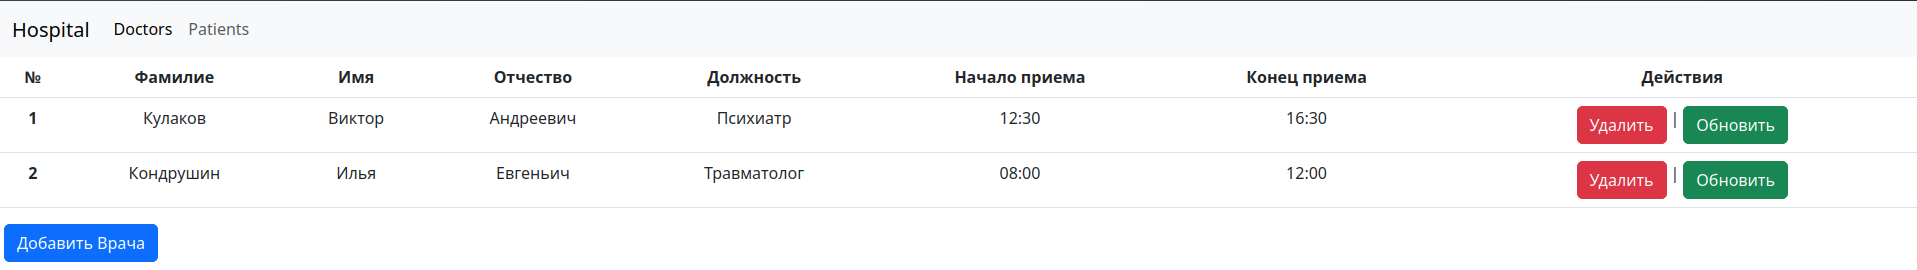 Hospital Doctors Patients
№ Фамилие Имя Отчество Должность Начало приема Конец приема Действия
1 Кулаков Виктор Андреевич Психиатр 12:30 16:30 Удалить | Обновить
2 Кондрушин Илья Евгеньич Травматолог 08:00 12:00 Удалить | Обновить
Добавить Врача